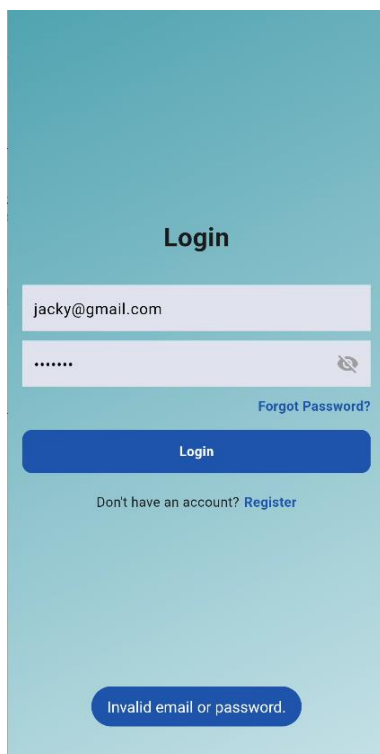 Login
jacky@gmail.com
•••••••
Forgot Password?
Login
Don't have an account? Register
Invalid email or password.